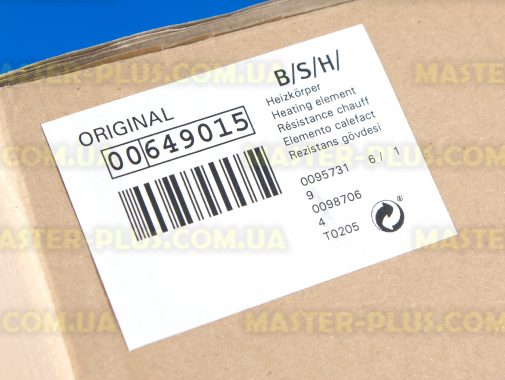 B/S/H/
ORIGINAL
00649015
Heizkörper
Heating element
Résistance chauff
Elemento calefact
Rezistans gövdesi
0095731 6 / 1
9
0098706
4
T0205
MASTER-PLUS.COM.UA